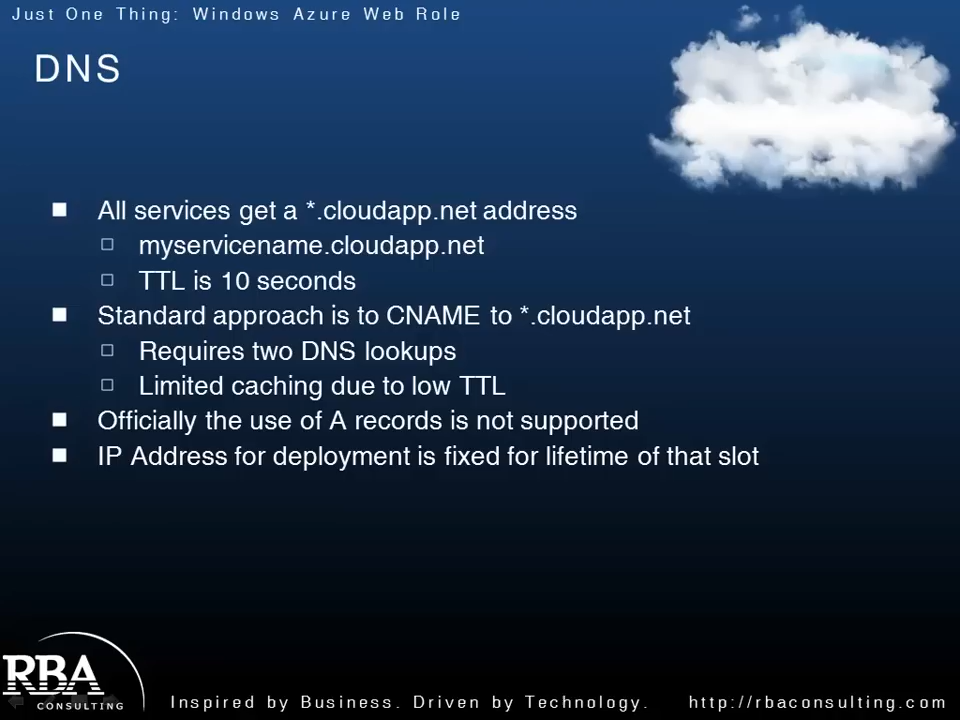 Just One Thing: Windows Azure Web Role
DNS
All services get a *.cloudapp.net address
myservicename.cloudapp.net
TTL is 10 seconds
Standard approach is to CNAME to *.cloudapp.net
Requires two DNS lookups
Limited caching due to low TTL
Officially the use of A records is not supported
IP Address for deployment is fixed for lifetime of that slot
RBA
CONSULTING
Inspired by Business. Driven by Technology. http://rbaconsulting.com